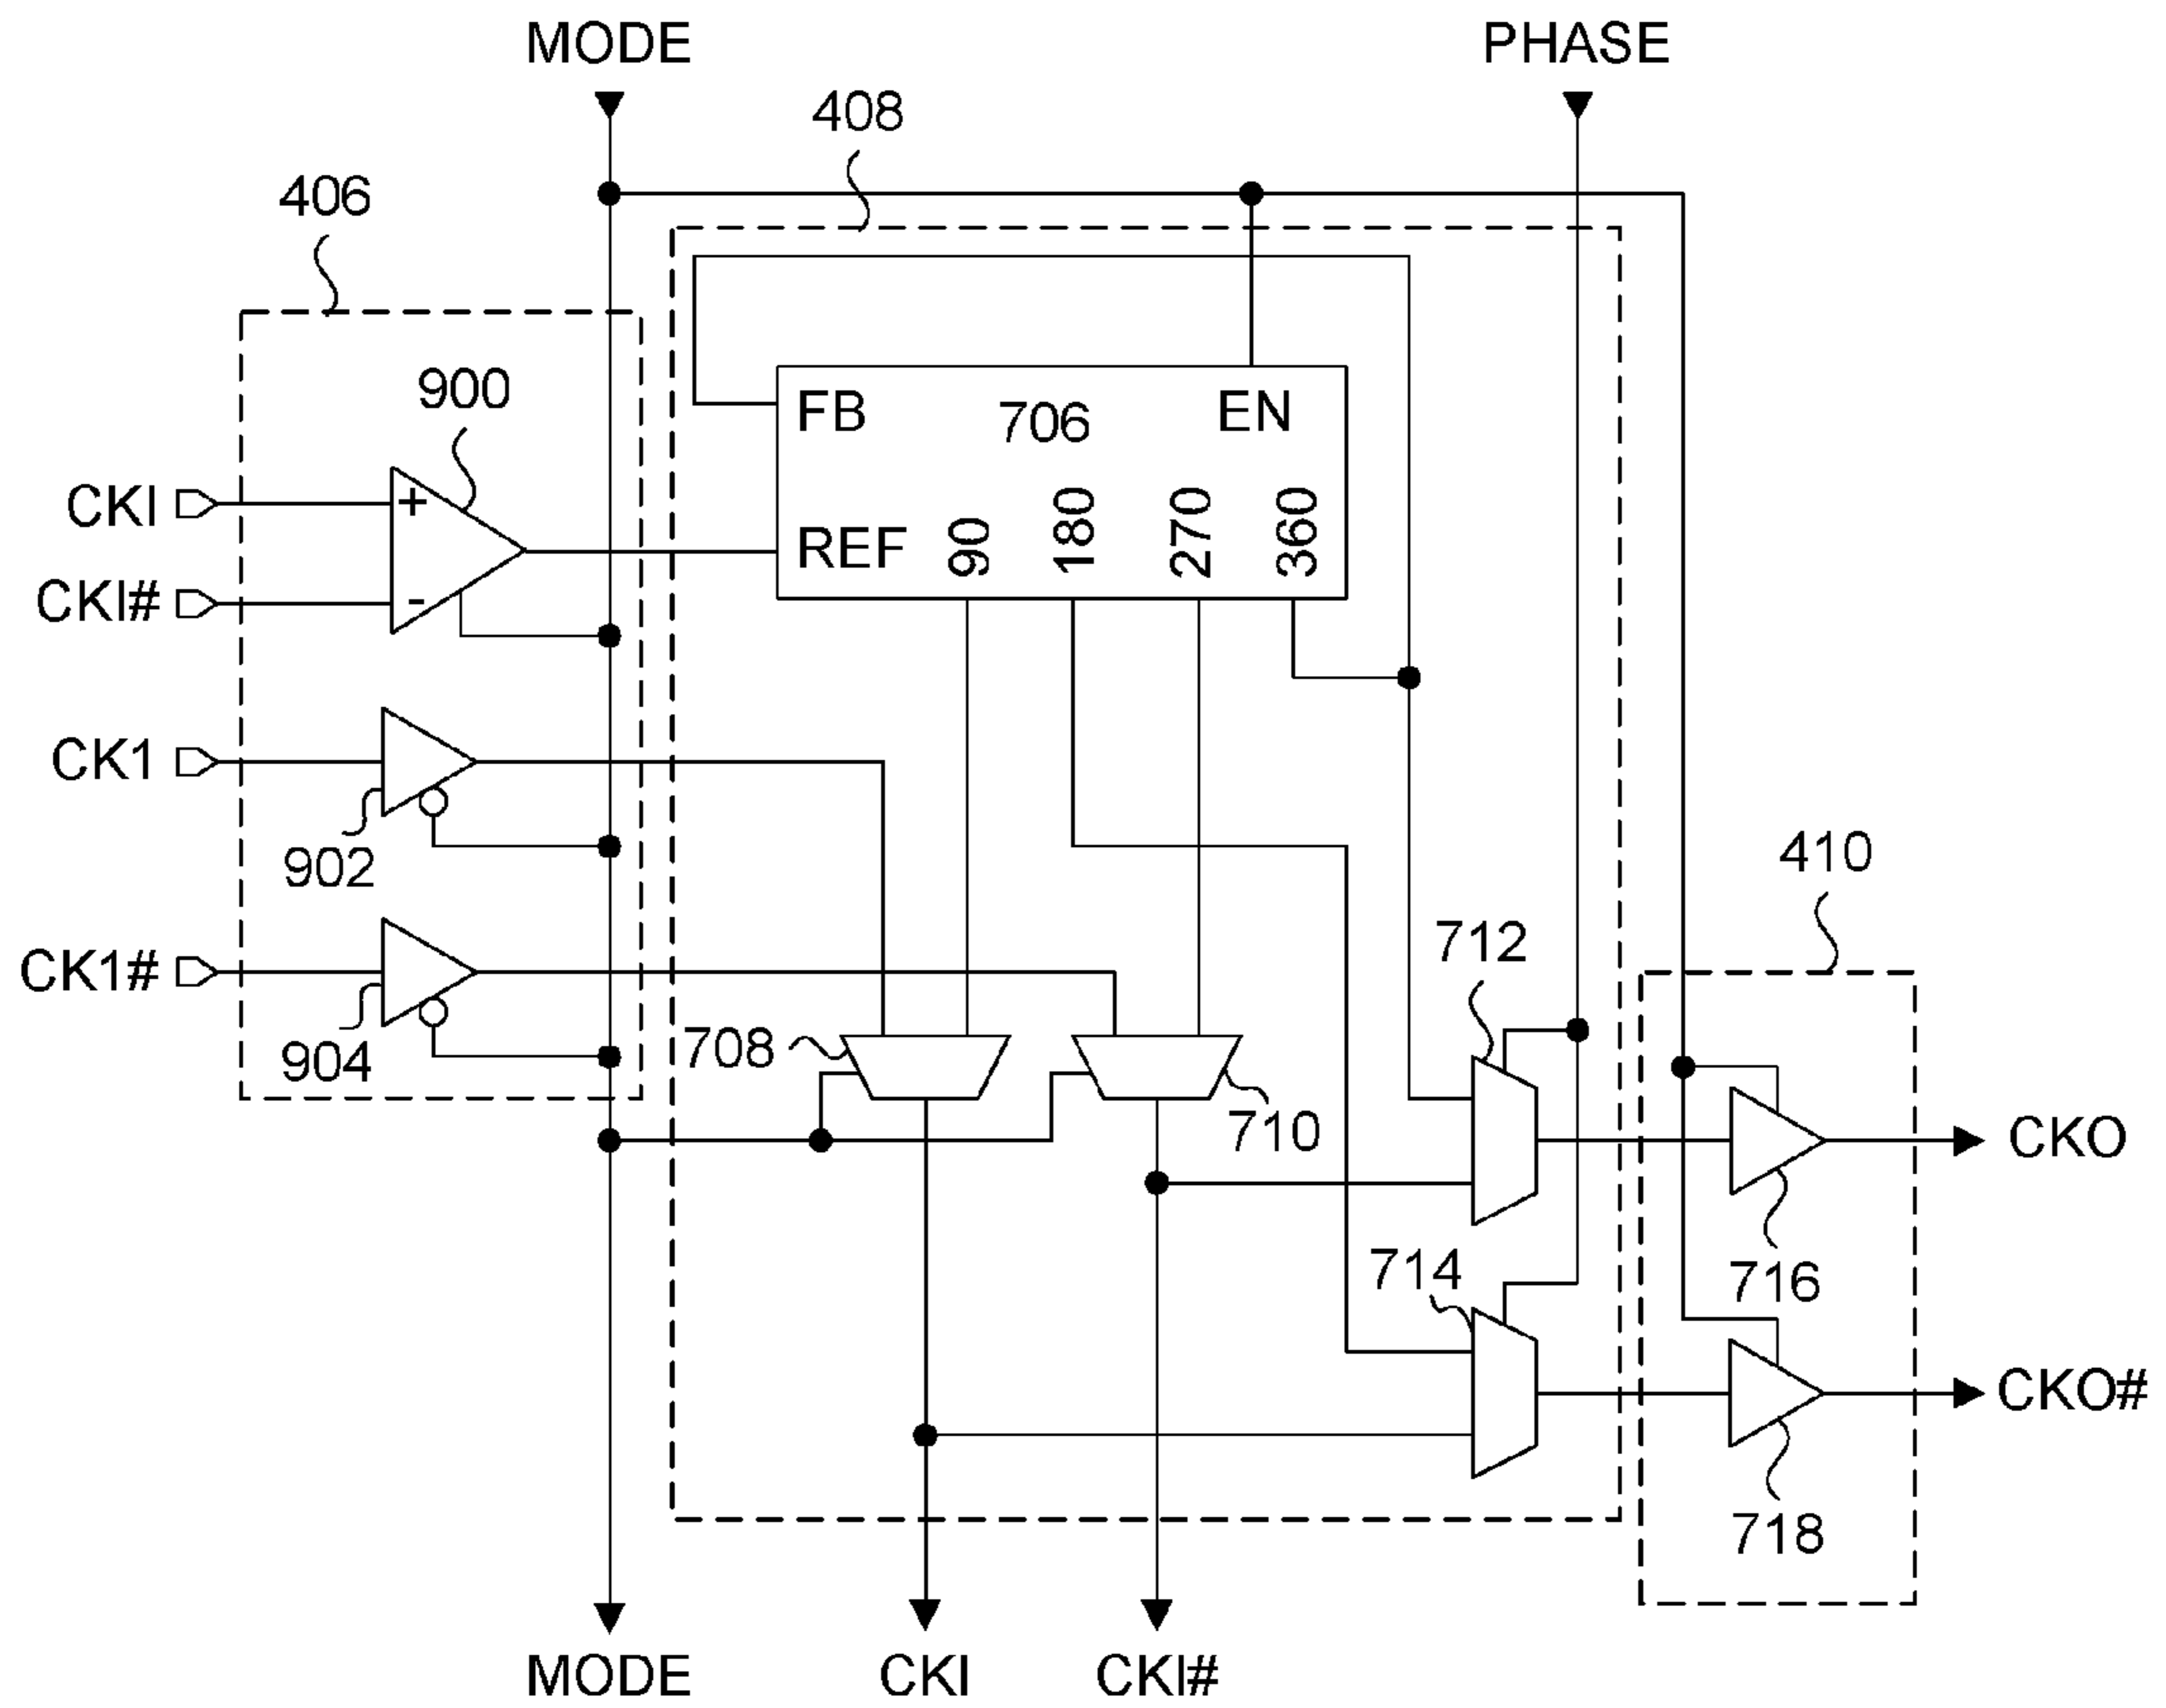 MODE
PHASE
408
406
900
FB
706
EN
CKI
REF
90
180
270
360
+
CKI#
-
CK1
902
410
712
CK1#
708
904
710
CKO
714
716
CKO#
718
MODE
CKI
CKI#